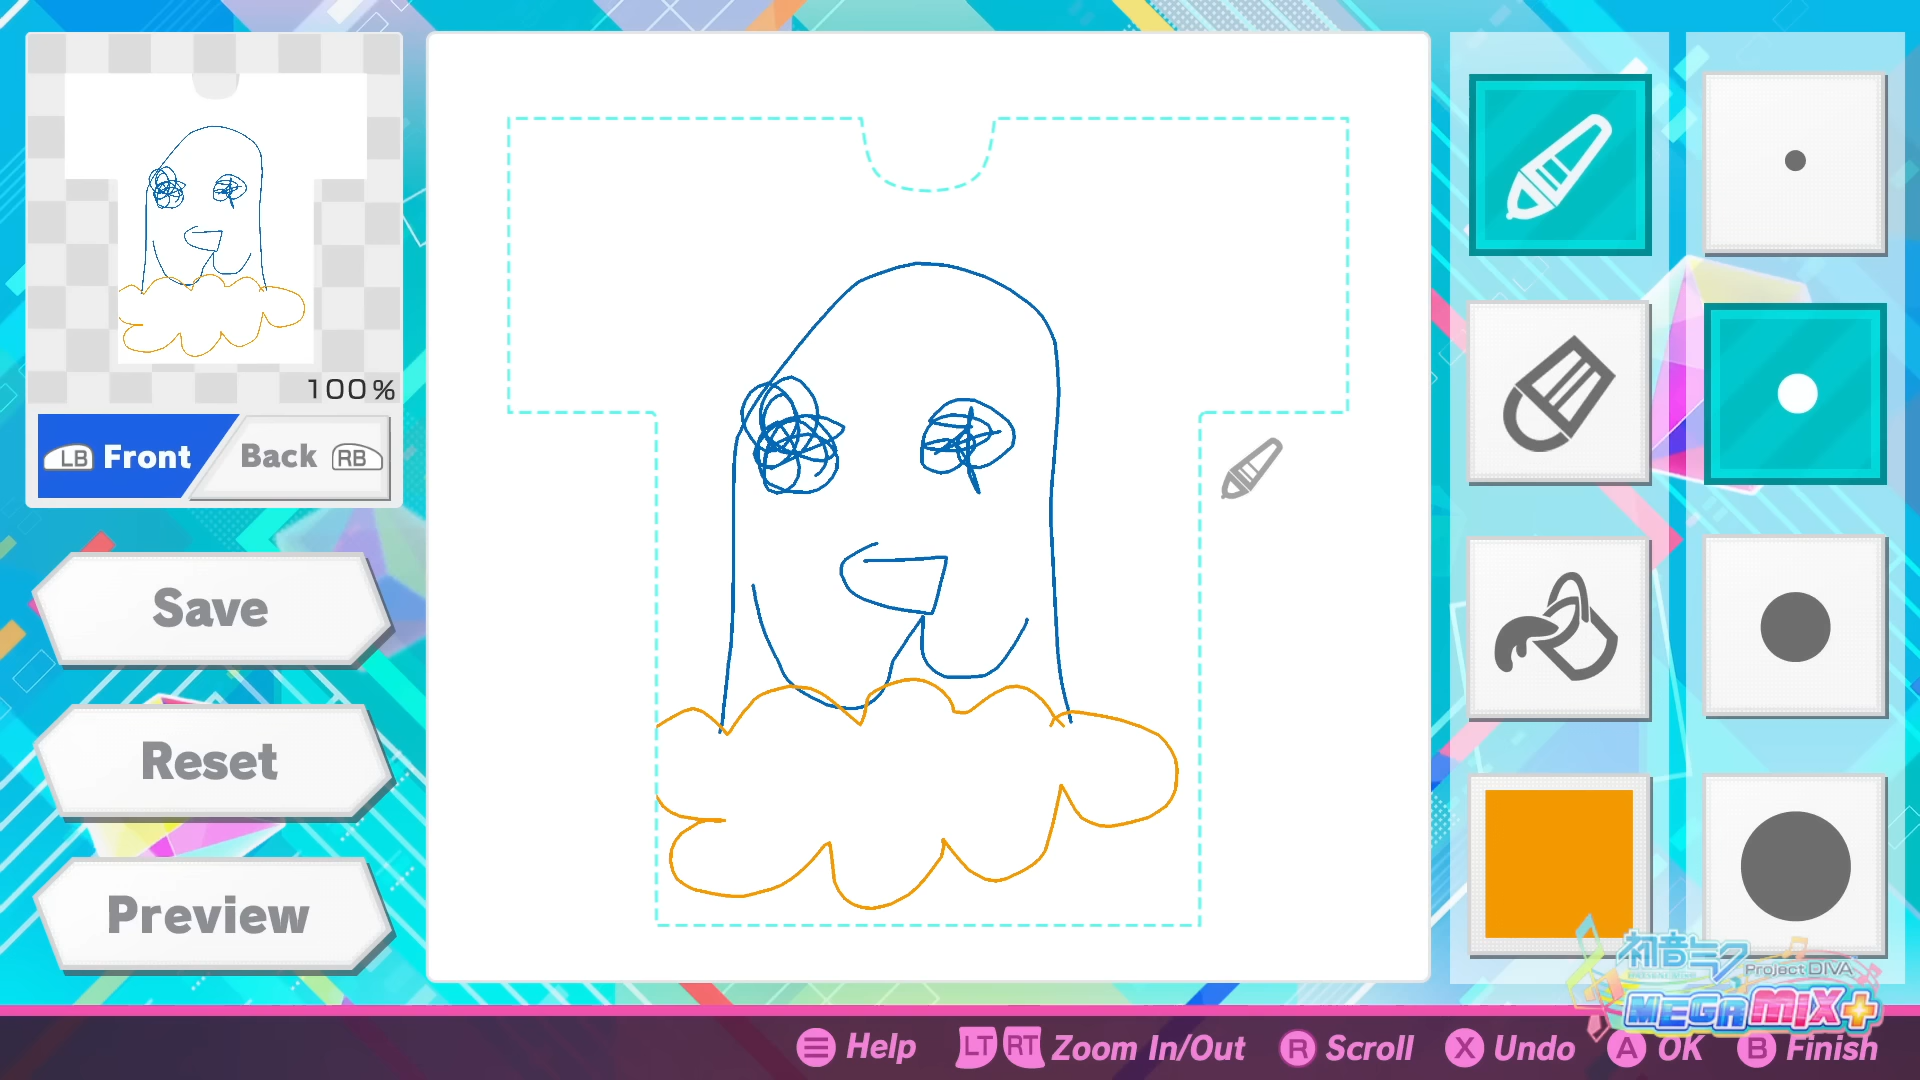 100%
LB Front
Back RB
Save
Reset
Preview
初音ミク
Project DIVA
MEGA MIX+
Help
LT RT Zoom In/Out
R Scroll
X Undo
A OK
B Finish